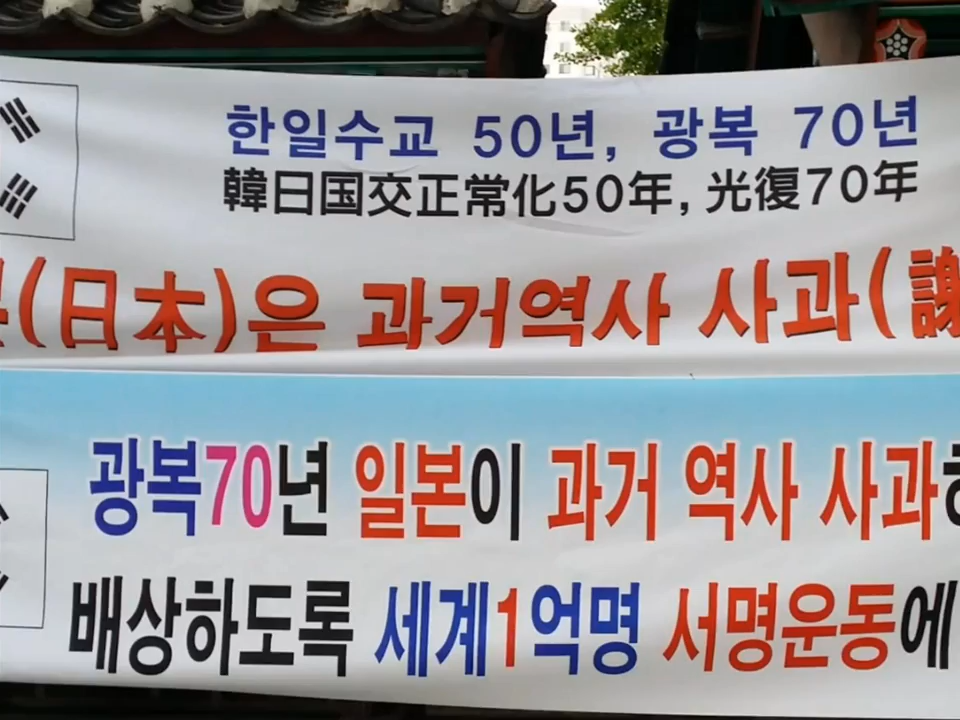 한일수교 50년, 광복 70년
韓日国交正常化50年, 光復70年
(日本)은 과거역사 사과(謝
광복70년 일본이 과거 역사 사과
배상하도록 세계1억명 서명운동에